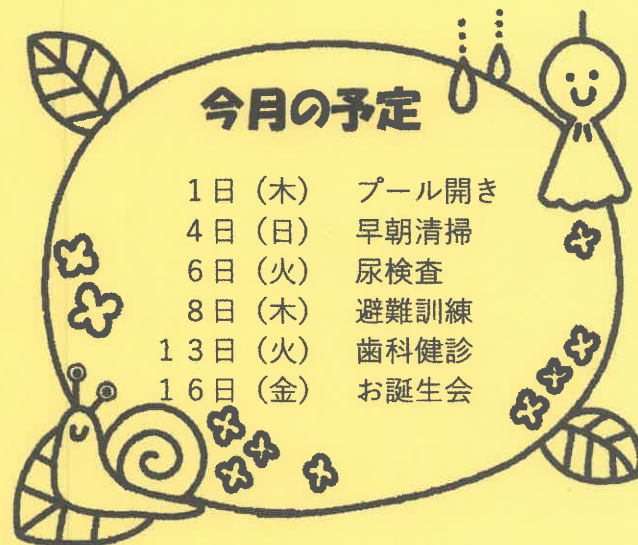 今月の予定
1日（木） プール開き
4日（日） 早朝清掃
6日（火） 尿検査
8日（木） 避難訓練
１３日（火） 歯科健診
１６日（金） お誕生会